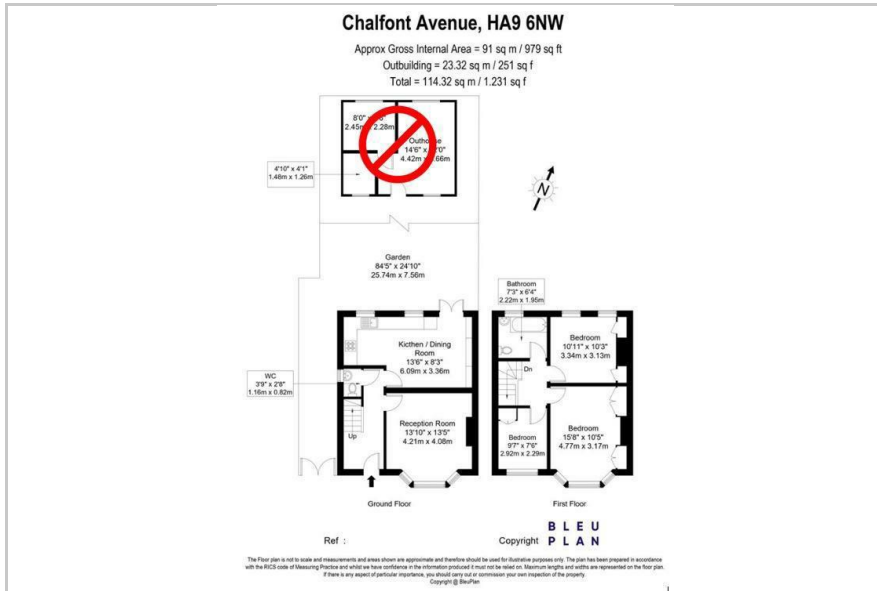 Chalfont Avenue, HA9 6NW
Approx Gross Internal Area = 91 sq m / 979 sq ft
Outbuilding = 23.32 sq m / 251 sq f
Total = 114.32 sq m / 1.231 sq f
8'0"
2.45m x 2.28m
Outhouse
14'6" x
4.42m x
4'10" x 4'1"
1.48m x 1.26m
N
Garden
84'5" x 24'10"
25.74m x 7.56m
Bathroom
7'3" x 6'4"
2.22m x 1.95m
Kicthen / Dining
Room
13'6" x 8'3"
6.09m x 3.36m
Bedroom
10'11" x 10'3"
3.34m x 3.13m
WC
3'9" x 2'8"
1.16m x 0.82m
Dn
Up
Reception Room
13'10" x 13'5"
4.21m x 4.08m
Bedroom
9'7" x 7'6"
2.92m x 2.29m
Bedroom
15'8" x 10'5"
4.77m x 3.17m
Ground Floor
First Floor
Ref :
Copyright
BLEU
PLAN
The Floor plan is not to scale and measurements and areas shown are approximate and therefore should be used for illustrative purposes only. The plan has been prepared in accordance
with the RICS code of Measuring Practice and whilst we have confidence in the information produced it must not be relied on. Maximum lengths and widths are represented on the floor plan.
If there is any aspect of particular importance, you should carry out or commission your own inspection of the property.
Copyright @ BleuPlan